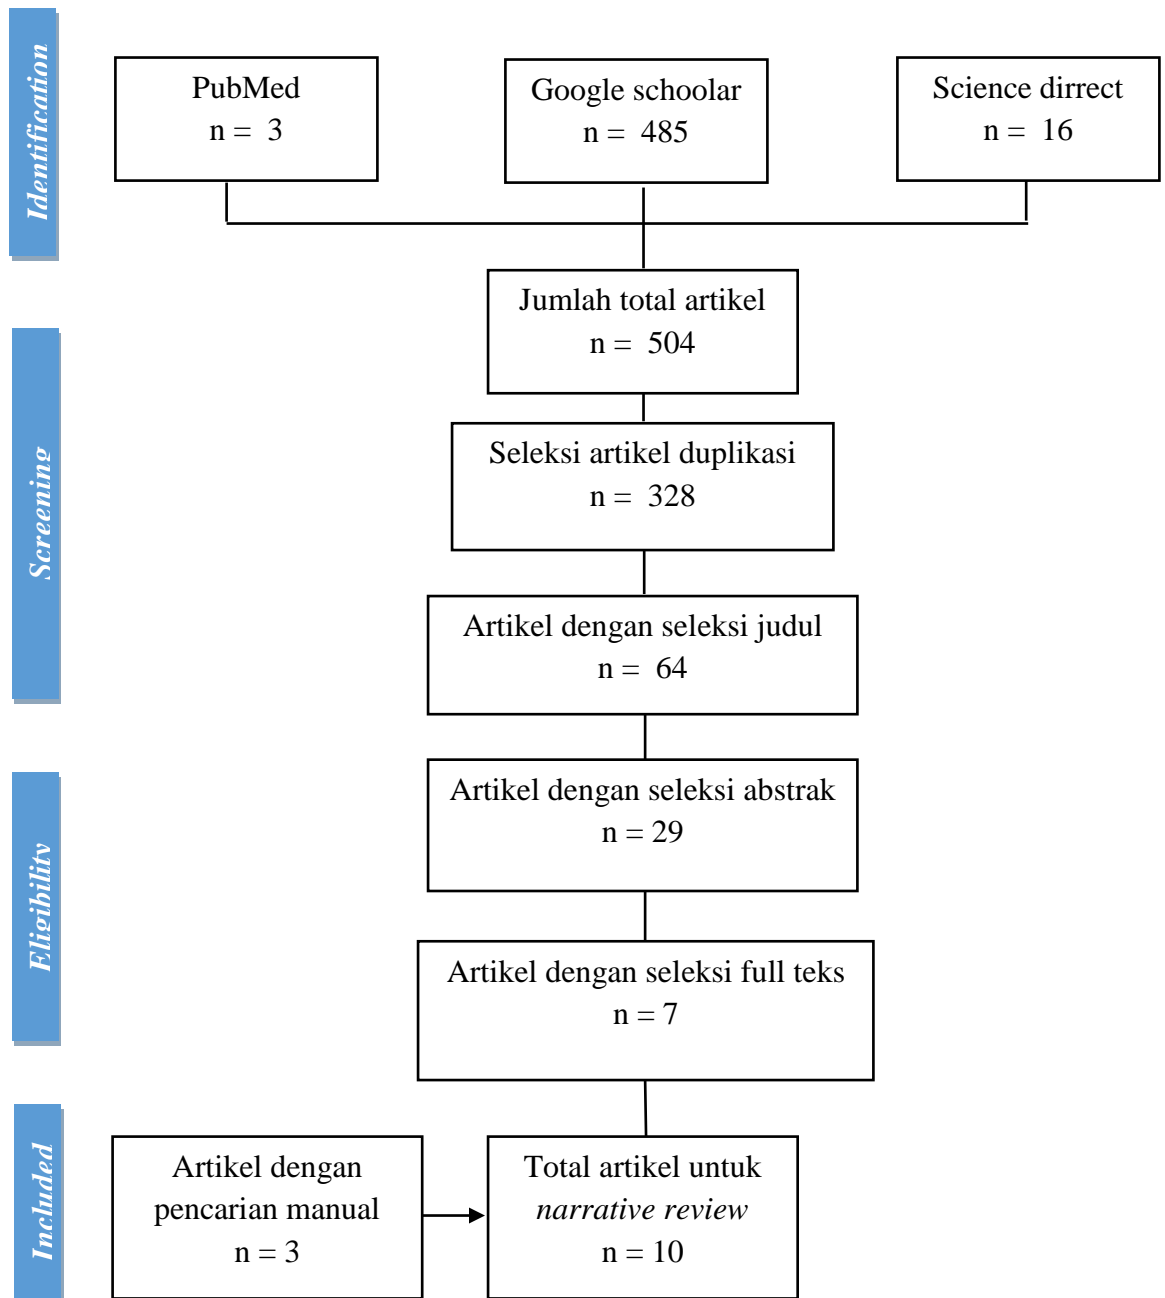 Identification
PubMed
n = 3
Google schoolar
n = 485
Science dirrect
n = 16
Jumlah total artikel
n = 504
Screening
Seleksi artikel duplikasi
n = 328
Artikel dengan seleksi judul
n = 64
Eligibility
Artikel dengan seleksi abstrak
n = 29
Artikel dengan seleksi full teks
n = 7
Included
Artikel dengan
pencarian manual
n = 3
Total artikel untuk
narrative review
n = 10